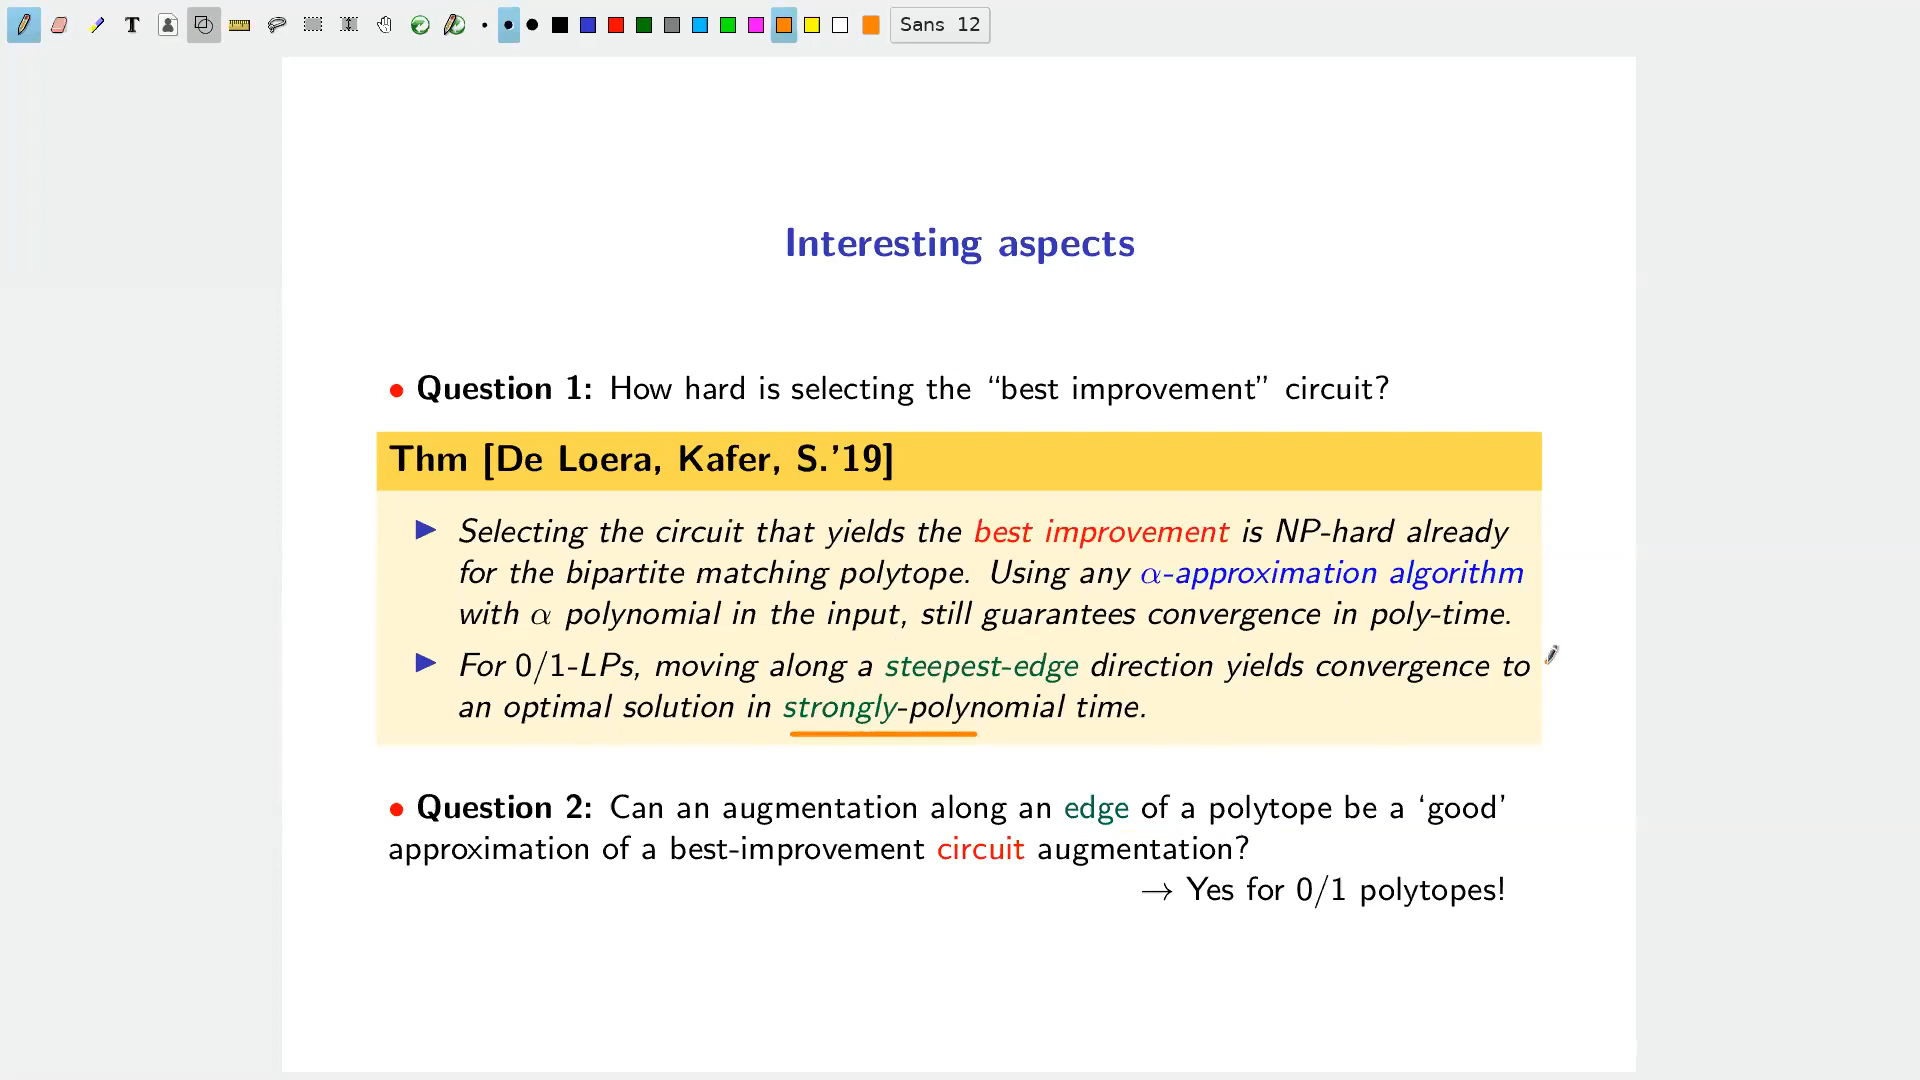 T Sans 12
Interesting aspects
• Question 1: How hard is selecting the “best improvement” circuit?
Thm [De Loera, Kafer, S.’19]
▶ Selecting the circuit that yields the best improvement is NP-hard already
for the bipartite matching polytope. Using any α-approximation algorithm
with α polynomial in the input, still guarantees convergence in poly-time.
▶ For 0/1-LPs, moving along a steepest-edge direction yields convergence to
an optimal solution in strongly-polynomial time.
• Question 2: Can an augmentation along an edge of a polytope be a ‘good’
approximation of a best-improvement circuit augmentation?
→ Yes for 0/1 polytopes!